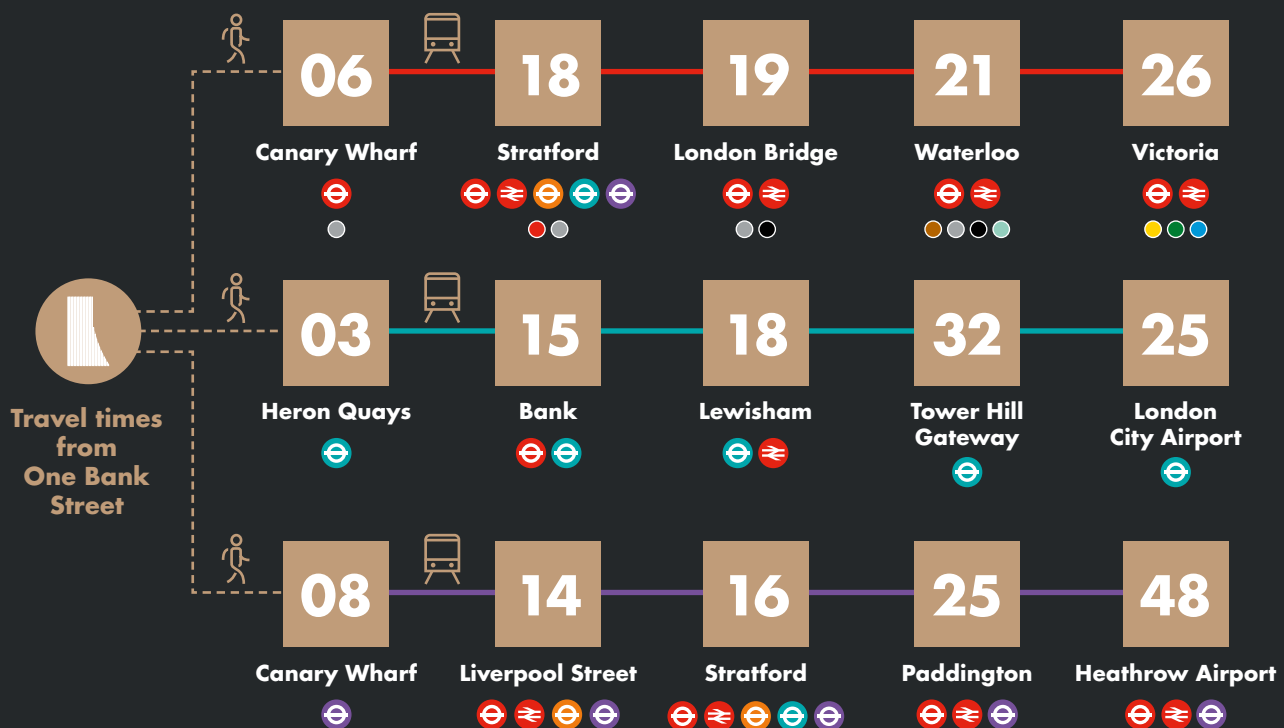 06
18
19
21
26
Canary Wharf
Stratford
London Bridge
Waterloo
Victoria
Travel times
from
One Bank
Street
03
15
18
32
25
Heron Quays
Bank
Lewisham
Tower Hill
Gateway
London
City Airport
08
14
16
25
48
Canary Wharf
Liverpool Street
Stratford
Paddington
Heathrow Airport